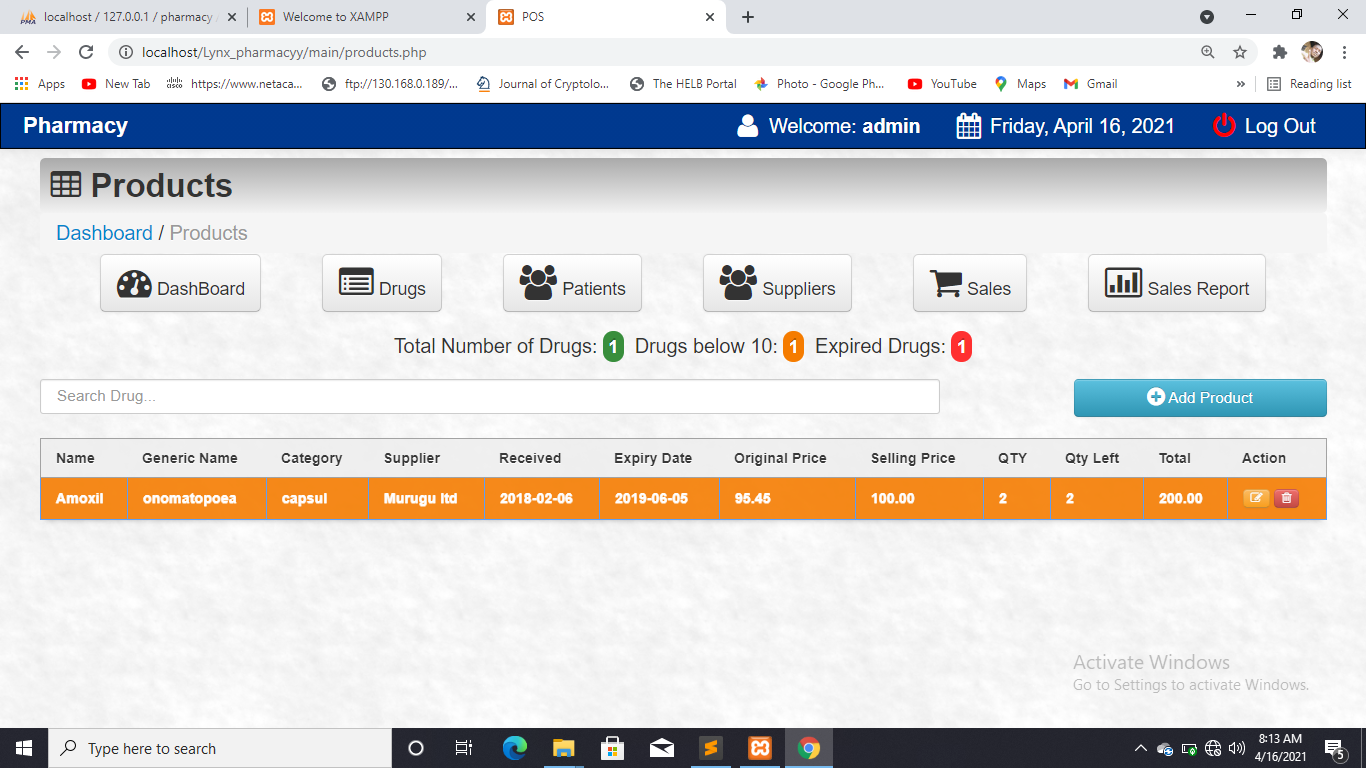 localhost / 127.0.0.1 / pharmacy
Welcome to XAMPP
POS
localhost/Lynx_pharmacyy/main/products.php
Apps New Tab https://www.netaca... ftp://130.168.0.189/... Journal of Cryptolo... The HELB Portal Photo - Google Ph... YouTube Maps Gmail » Reading list
Pharmacy Welcome: admin Friday, April 16, 2021 Log Out
Products
Dashboard / Products
DashBoard Drugs Patients Suppliers Sales Sales Report
Total Number of Drugs: 1 Drugs below 10: 1 Expired Drugs: 1
Search Drug... Add Product
Name Generic Name Category Supplier Received Expiry Date Original Price Selling Price QTY Qty Left Total Action
Amoxil onomatopoea capsul Murugu ltd 2018-02-06 2019-06-05 95.45 100.00 2 2 200.00
Activate Windows
Go to Settings to activate Windows.
Type here to search
8:13 AM
4/16/2021
5